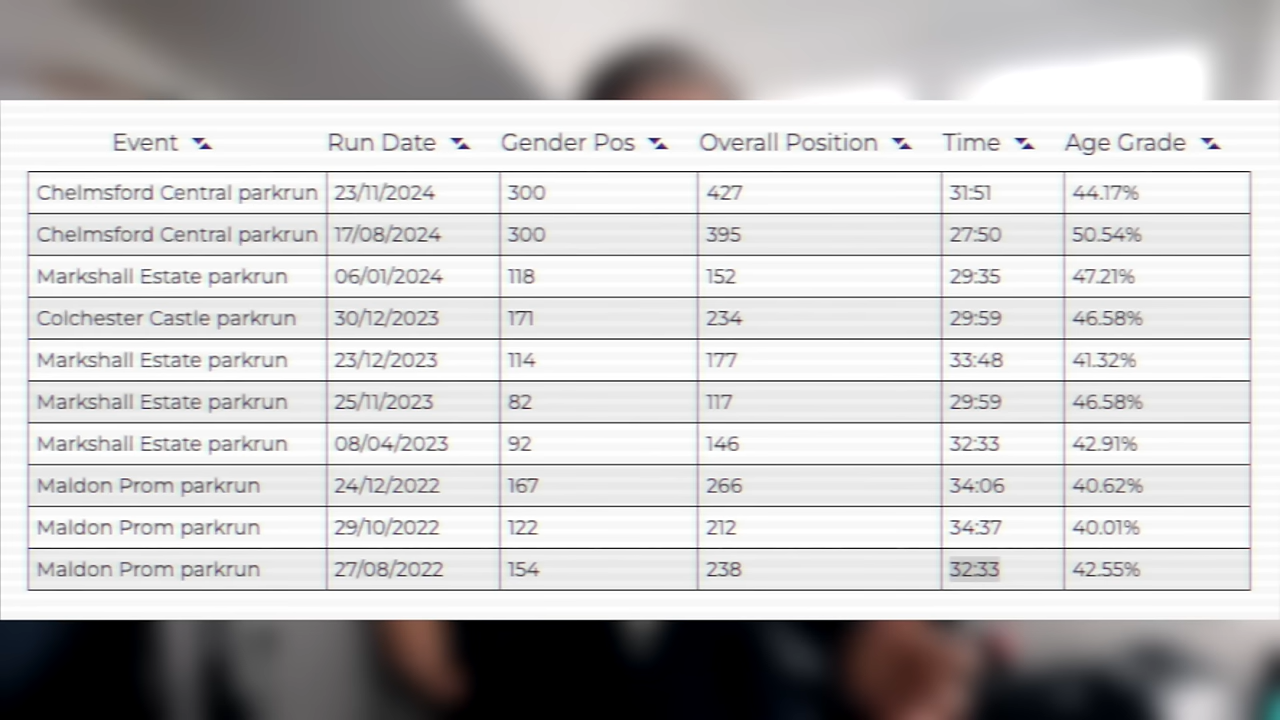 Event Run Date Gender Pos Overall Position Time Age Grade
Chelmsford Central parkrun 23/11/2024 300 427 31:51 44.17%
Chelmsford Central parkrun 17/08/2024 300 395 27:50 50.54%
Markshall Estate parkrun 06/01/2024 118 152 29:35 47.21%
Colchester Castle parkrun 30/12/2023 171 234 29:59 46.58%
Markshall Estate parkrun 23/12/2023 114 177 33:48 41.32%
Markshall Estate parkrun 25/11/2023 82 117 29:59 46.58%
Markshall Estate parkrun 08/04/2023 92 146 32:33 42.91%
Maldon Prom parkrun 24/12/2022 167 266 34:06 40.62%
Maldon Prom parkrun 29/10/2022 122 212 34:37 40.01%
Maldon Prom parkrun 27/08/2022 154 238 32:33 42.55%